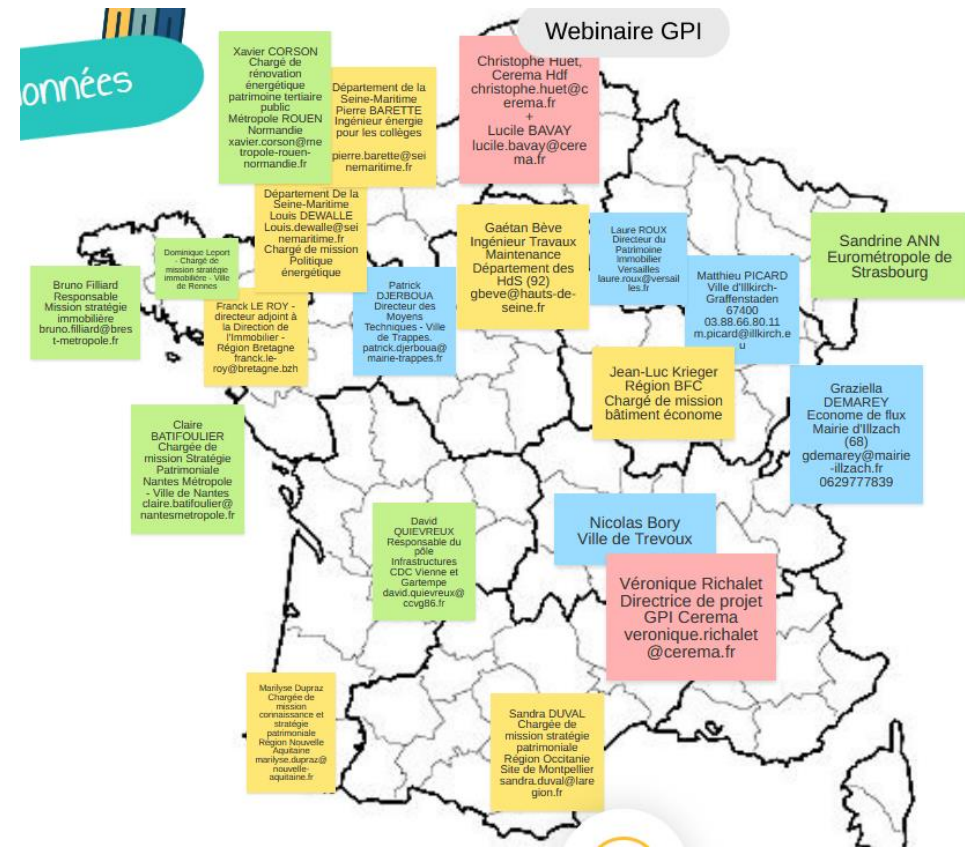 onnées
Webinaire GPI
Xavier CORSON
Chargé de
rénovation
énergétique
patrimoine tertiaire
public
Métropole ROUEN
Normandie
xavier.corson@me
tropole-rouen-
normandie.fr
Département de la
Seine-Maritime
Pierre BARETTE
Ingénieur énergie
pour les collèges
pierre.barette@sei
nemaritime.fr
Christophe Huet,
Cerema Hdf
christophe.huet@c
erema.fr
+
Lucile BAVAY
lucile.bavay@cere
ma.fr
Département De la
Seine-Maritime
Louis DEWALLE
Louis.dewalle@sei
nemaritime.fr
Chargé de mission
Politique
énergétique
Gaétan Bève
Ingénieur Travaux
Maintenance
Département des
HdS (92)
gbeve@hauts-de-
seine.fr
Laure ROUX
Directeur du
Patrimoine
Immobilier
Versailles
laure.roux@versail
les.fr
Sandrine ANN
Eurométropole de
Strasbourg
Dominique Leport
- Chargé de
mission stratégie
immobilière - Ville
de Rennes
Bruno Filliard
Responsable
Mission stratégie
immobilière
bruno.filliard@bres
t-metropole.fr
Franck LE ROY -
directeur adjoint à
la Direction de
l'Immobilier -
Région Bretagne
franck.le-
roy@bretagne.bzh
Patrick
DJERBOUA
Directeur des
Moyens
Techniques - Ville
de Trappes.
patrick.djerboua@
mairie-trappes.fr
Matthieu PICARD
Ville d'Illkirch-
Graffenstaden
67400
03.88.66.80.11
m.picard@illkirch.e
u
Jean-Luc Krieger
Région BFC
Chargé de mission
bâtiment économe
Graziella
DEMAREY
Econome de flux
Mairie d'Illzach
(68)
gdemarey@mairie
-illzach.fr
0629777839
Claire
BATIFOULIER
Chargée de
mission Stratégie
Patrimoniale
Nantes Métropole
- Ville de Nantes
claire.batifoulier@
nantesmetropole.fr
David
QUIEVREUX
Responsable du
pôle
Infrastructures
CDC Vienne et
Gartempe
david.quievreux@
ccvg86.fr
Nicolas Bory
Ville de Trevoux
Véronique Richalet
Directrice de projet
GPI Cerema
veronique.richalet
@cerema.fr
Marilyse Dupraz
Chargée de
mission
connaissance et
stratégie
patrimoniale
Région Nouvelle
Aquitaine
marilyse.dupraz@
nouvelle-
aquitaine.fr
Sandra DUVAL
Chargée de
mission stratégie
patrimoniale
Région Occitanie
Site de Montpellier
sandra.duval@lare
gion.fr